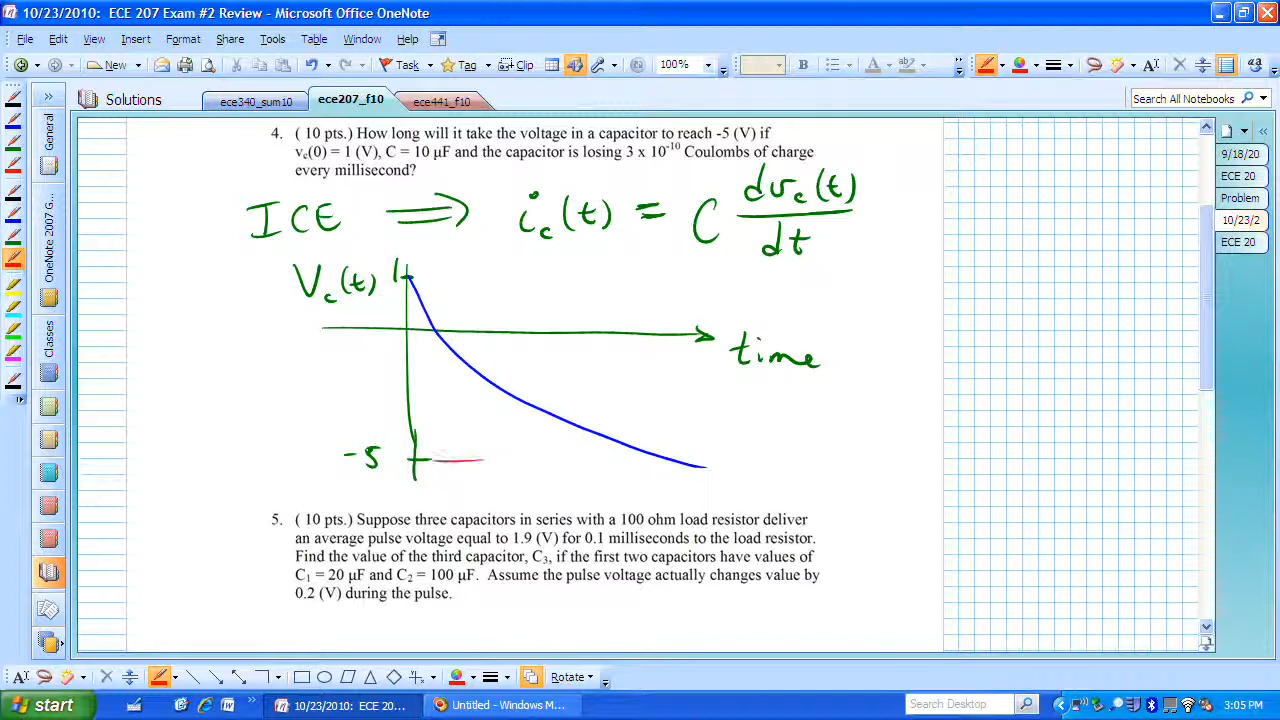 10/23/2010: ECE 207 Exam #2 Review - Microsoft Office OneNote
File Edit View Insert Format Share Tools Table Window Help
New Task Tag Clip 100% B A ab A
Solutions ece340_sum10 ece207_f10 ece441_f10 Search All Notebooks
General
OneNote 2007 G...
Classes
9/18/20
ECE 20
Problem
10/23/2
ECE 20
4. ( 10 pts.) How long will it take the voltage in a capacitor to reach -5 (V) if
vc(0) = 1 (V), C = 10 μF and the capacitor is losing 3 x 10-10 Coulombs of charge
every millisecond?
ICE ⟹ ic(t) = C dvc(t)/dt
Vc(t) 1
time
-5
5. ( 10 pts.) Suppose three capacitors in series with a 100 ohm load resistor deliver
an average pulse voltage equal to 1.9 (V) for 0.1 milliseconds to the load resistor.
Find the value of the third capacitor, C3, if the first two capacitors have values of
C1 = 20 μF and C2 = 100 μF. Assume the pulse voltage actually changes value by
0.2 (V) during the pulse.
A Rotate
start 10/23/2010: ECE 20... Untitled - Windows M... Search Desktop 3:05 PM